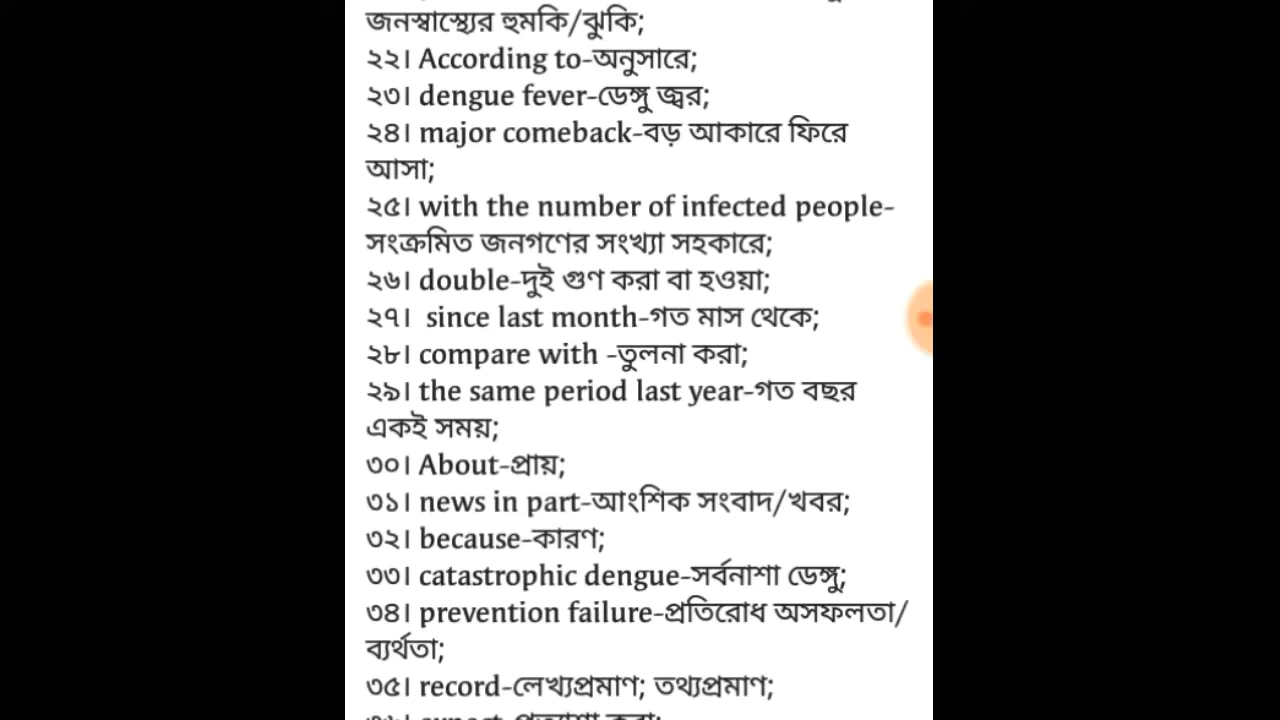 জনস্বাস্থ্যের হুমকি/ঝুকি;
২২। According to-অনুসারে;
২৩। dengue fever-ডেঙ্গু জ্বর;
২৪। major comeback-বড় আকারে ফিরে
আসা;
২৫। with the number of infected people-
সংক্রমিত জনগণের সংখ্যা সহকারে;
২৬। double-দুই গুণ করা বা হওয়া;
২৭।  since last month-গত মাস থেকে;
২৮। compare with -তুলনা করা;
২৯। the same period last year-গত বছর
একই সময়;
৩০। About-প্রায়;
৩১। news in part-আংশিক সংবাদ/খবর;
৩২। because-কারণ;
৩৩। catastrophic dengue-সর্বনাশা ডেঙ্গু;
৩৪। prevention failure-প্রতিরোধ অসফলতা/
ব্যর্থতা;
৩৫। record-লেখ্যপ্রমাণ; তথ্যপ্রমাণ;